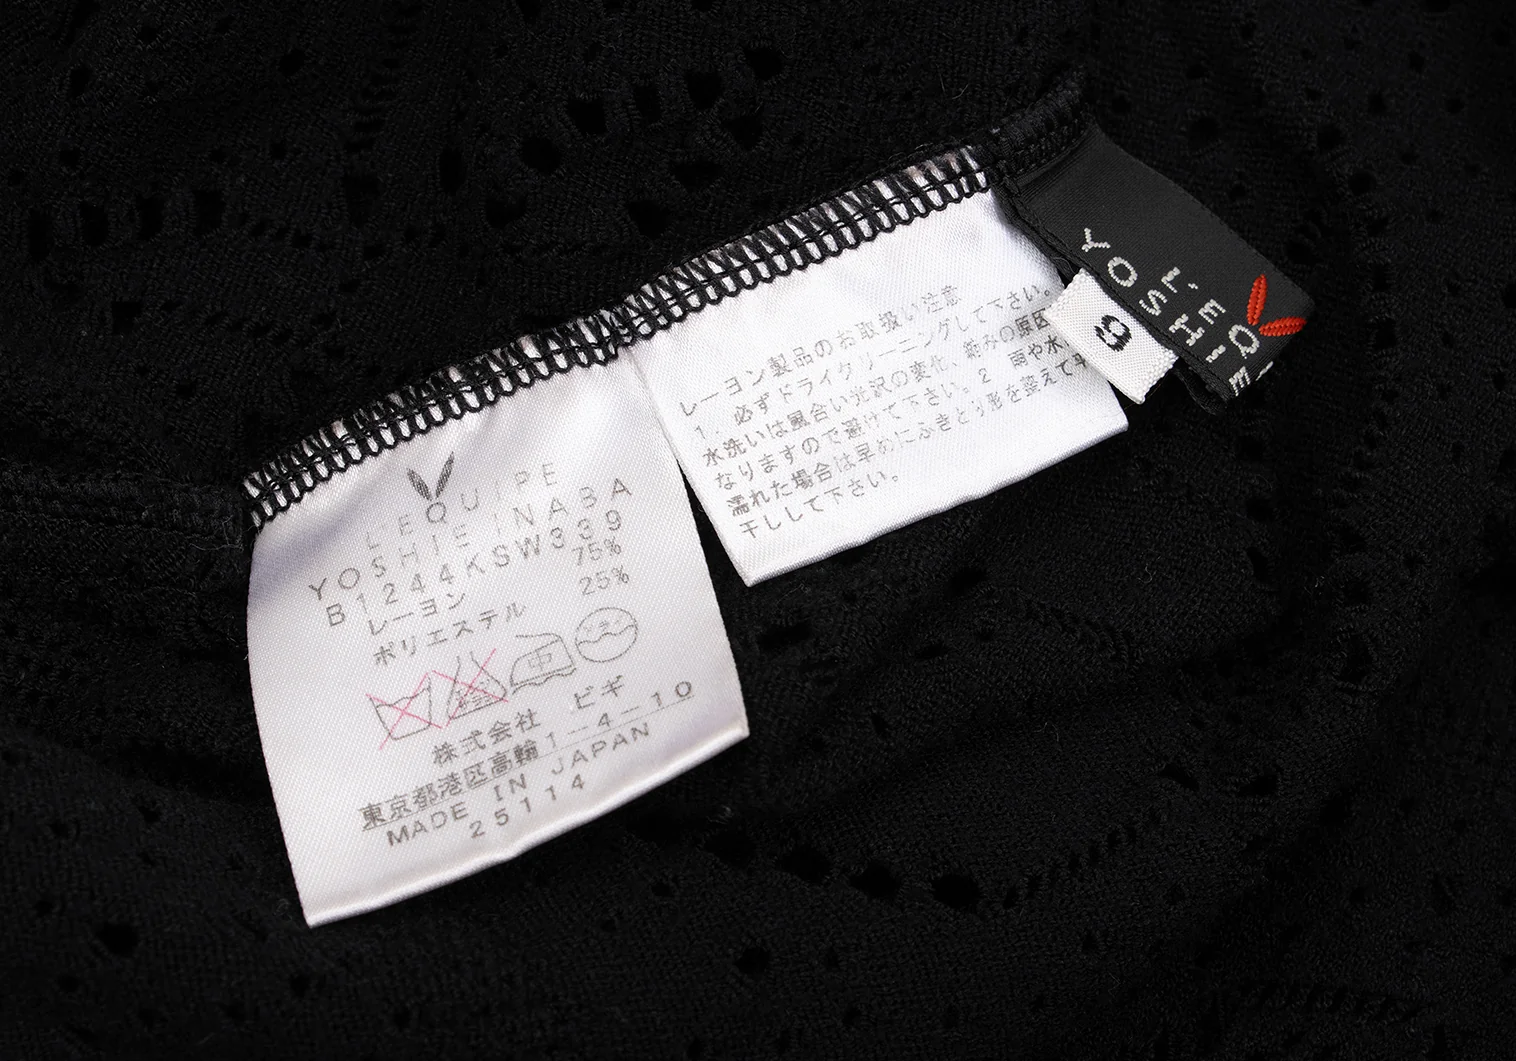 L'EQUIPE
YOSHIE INABA
B1244KSW339
レーヨン 75%
ポリエステル 25%
中
株式会社 ビギ
東京都港区高輪1-4-10
MADE IN JAPAN
25114
レーヨン製品のお取扱い注意
1. 必ずドライクリーニングして下さい。
水洗いは風合い光沢の変化、縮みの原因
なりますので避けて下さい。2 雨や水
濡れた場合は早めにふきとり形を整えて平
干しして下さい。
9
L'EQ
YOSHIE